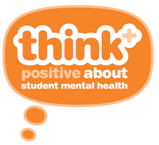 think+
positive about
student mental health